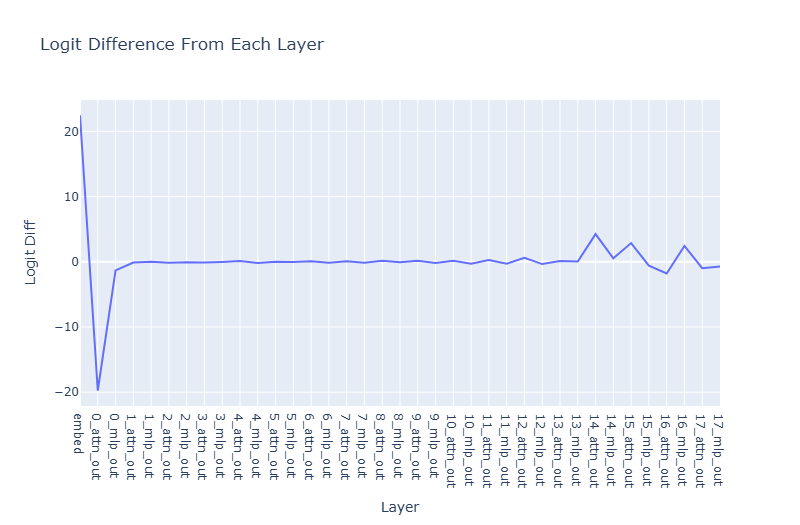 Logit Difference From Each Layer
Logit Diff
20
10
0
−10
−20
embed
0_attn_out
0_mlp_out
1_attn_out
1_mlp_out
2_attn_out
2_mlp_out
3_attn_out
3_mlp_out
4_attn_out
4_mlp_out
5_attn_out
5_mlp_out
6_attn_out
6_mlp_out
7_attn_out
7_mlp_out
8_attn_out
8_mlp_out
9_attn_out
9_mlp_out
10_attn_out
10_mlp_out
11_attn_out
11_mlp_out
12_attn_out
12_mlp_out
13_attn_out
13_mlp_out
14_attn_out
14_mlp_out
15_attn_out
15_mlp_out
16_attn_out
16_mlp_out
17_attn_out
17_mlp_out
Layer